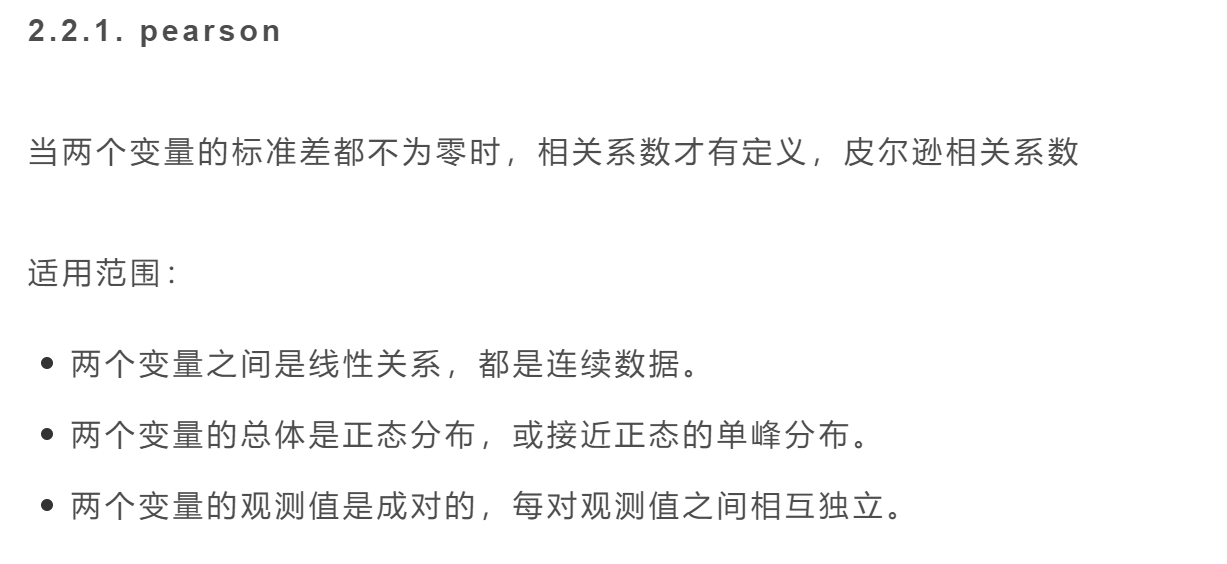 2.2.1. pearson
当两个变量的标准差都不为零时，相关系数才有定义，皮尔逊相关系数
适用范围：
• 两个变量之间是线性关系，都是连续数据。
• 两个变量的总体是正态分布，或接近正态的单峰分布。
• 两个变量的观测值是成对的，每对观测值之间相互独立。